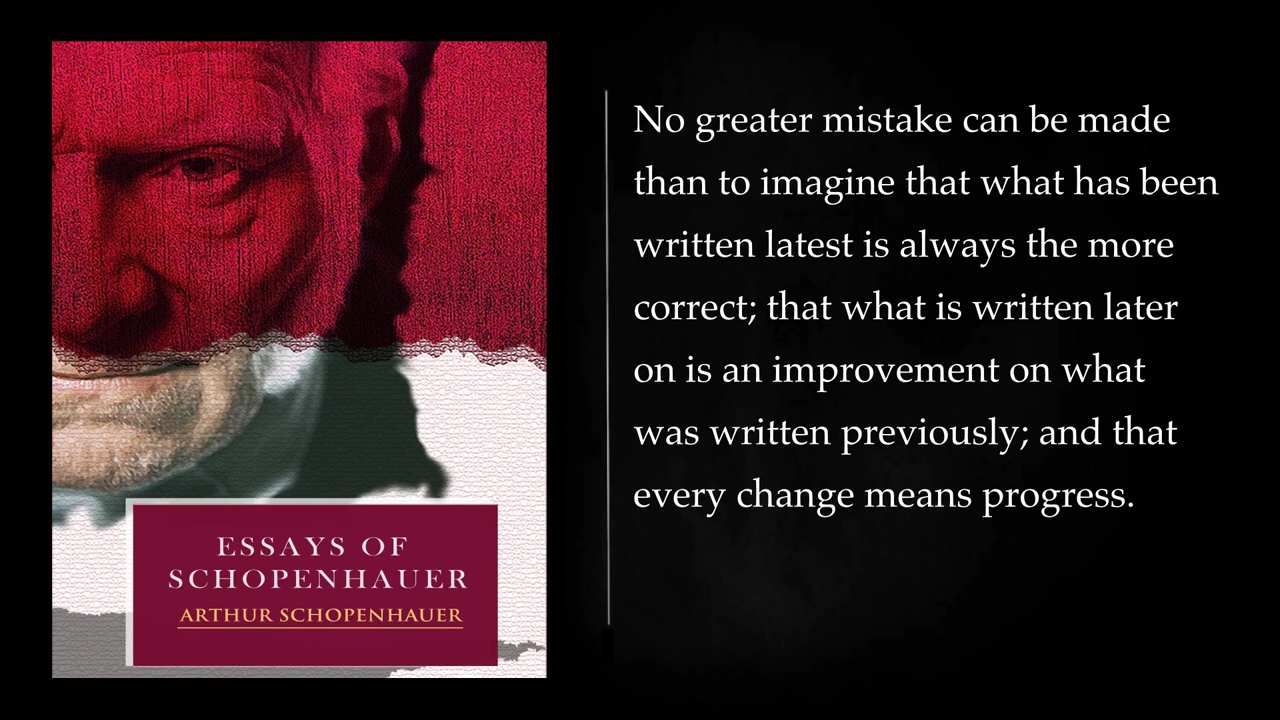 ESSAYS OF
SCHOPENHAUER
ARTHUR SCHOPENHAUER
No greater mistake can be made
than to imagine that what has been
written latest is always the more
correct; that what is written later
on is an improvement on what
was written previously; and that
every change means progress.